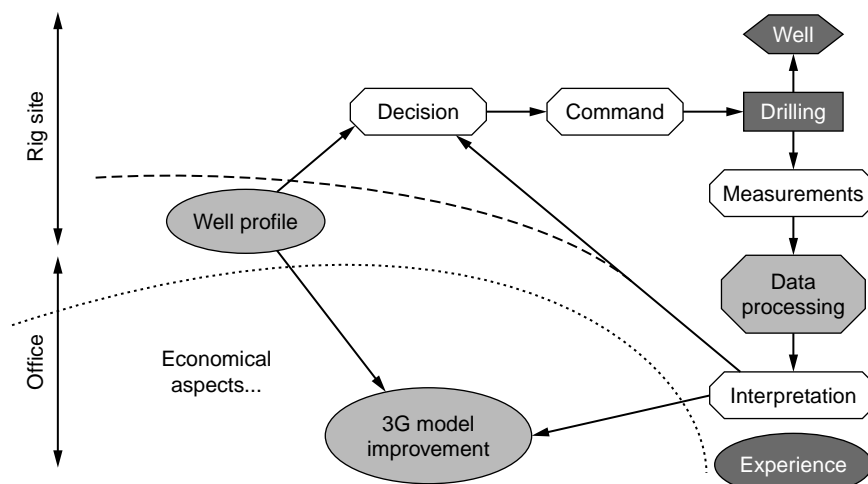 Well
Rig site
Decision
Command
Drilling
Measurements
Well profile
Data
processing
Office
Economical
aspects...
Interpretation
3G model
improvement
Experience